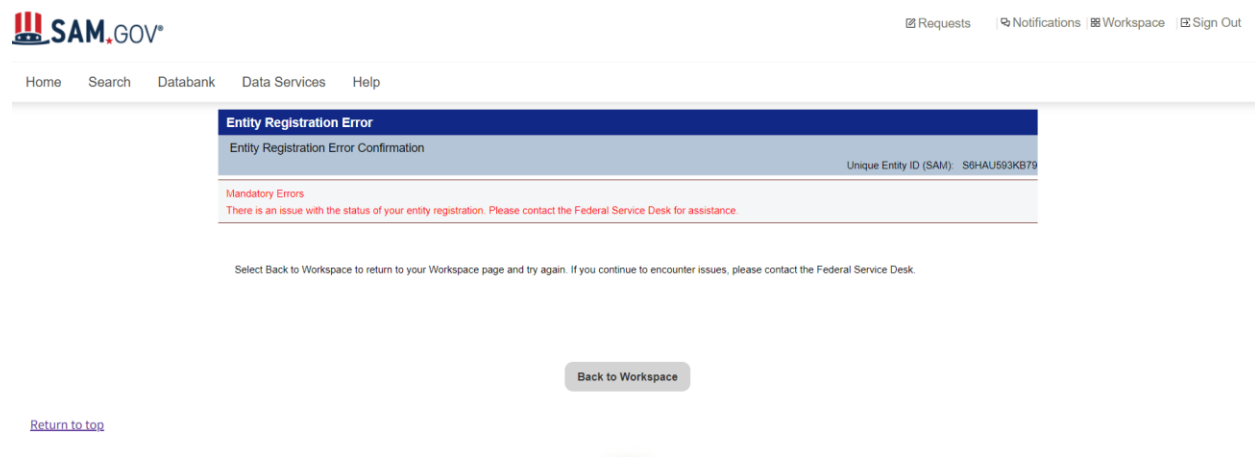 SAM.GOV®
Requests Notifications Workspace Sign Out
Home Search Databank Data Services Help
Entity Registration Error
Entity Registration Error Confirmation
Unique Entity ID (SAM): S6HAU593KB79
Mandatory Errors
There is an issue with the status of your entity registration. Please contact the Federal Service Desk for assistance.
Select Back to Workspace to return to your Workspace page and try again. If you continue to encounter issues, please contact the Federal Service Desk.
Back to Workspace
Return to top